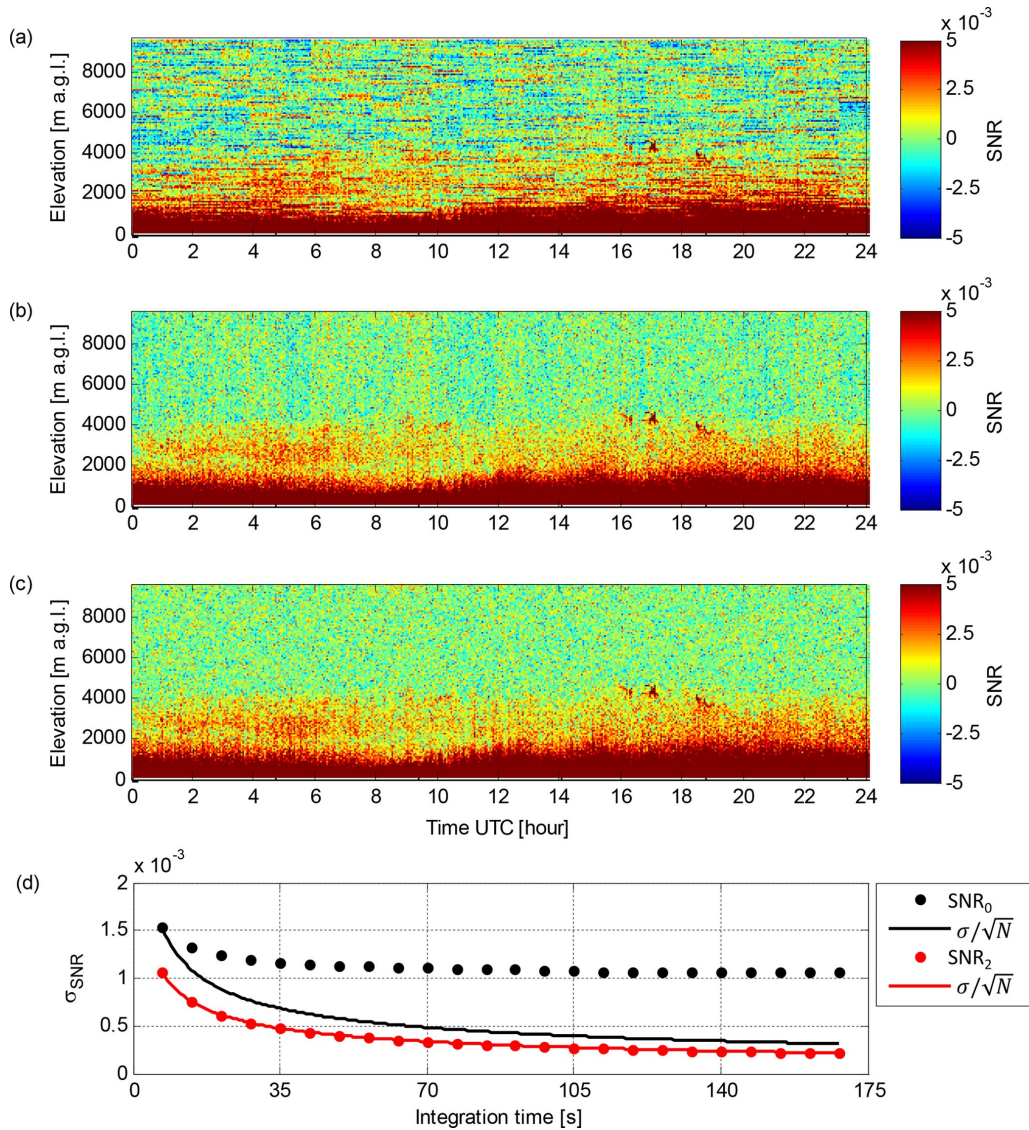 (a)
x 10⁻³
Elevation [m a.g.l.]
8000
6000
4000
2000
0
0 2 4 6 8 10 12 14 16 18 20 22 24
5
2.5
0
-2.5
-5
SNR
(b)
x 10⁻³
Elevation [m a.g.l.]
8000
6000
4000
2000
0
0 2 4 6 8 10 12 14 16 18 20 22 24
5
2.5
0
-2.5
-5
SNR
(c)
x 10⁻³
Elevation [m a.g.l.]
8000
6000
4000
2000
0
0 2 4 6 8 10 12 14 16 18 20 22 24
Time UTC [hour]
5
2.5
0
-2.5
-5
SNR
(d)
x 10⁻³
σSNR
2
1.5
1
0.5
0
0 35 70 105 140 175
Integration time [s]
SNR₀
σ/√N
SNR₂
σ/√N